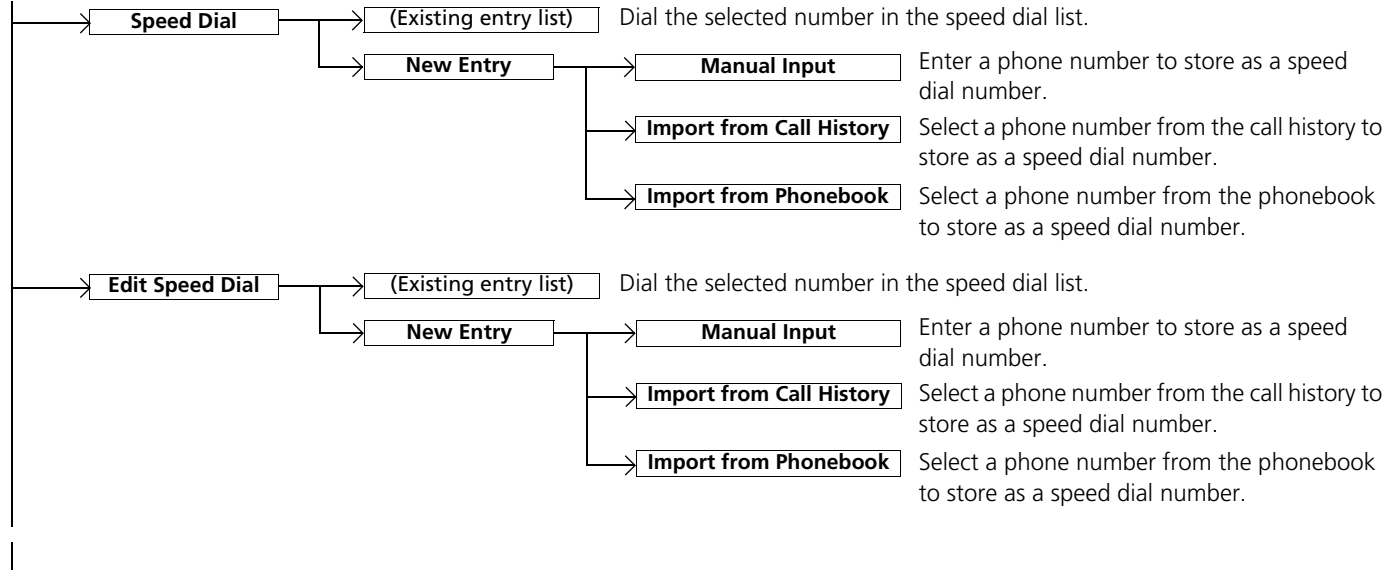 Speed Dial
(Existing entry list)
Dial the selected number in the speed dial list.
New Entry
Manual Input
Enter a phone number to store as a speed
dial number.
Import from Call History
Select a phone number from the call history to
store as a speed dial number.
Import from Phonebook
Select a phone number from the phonebook
to store as a speed dial number.
Edit Speed Dial
(Existing entry list)
Dial the selected number in the speed dial list.
New Entry
Manual Input
Enter a phone number to store as a speed
dial number.
Import from Call History
Select a phone number from the call history to
store as a speed dial number.
Import from Phonebook
Select a phone number from the phonebook
to store as a speed dial number.